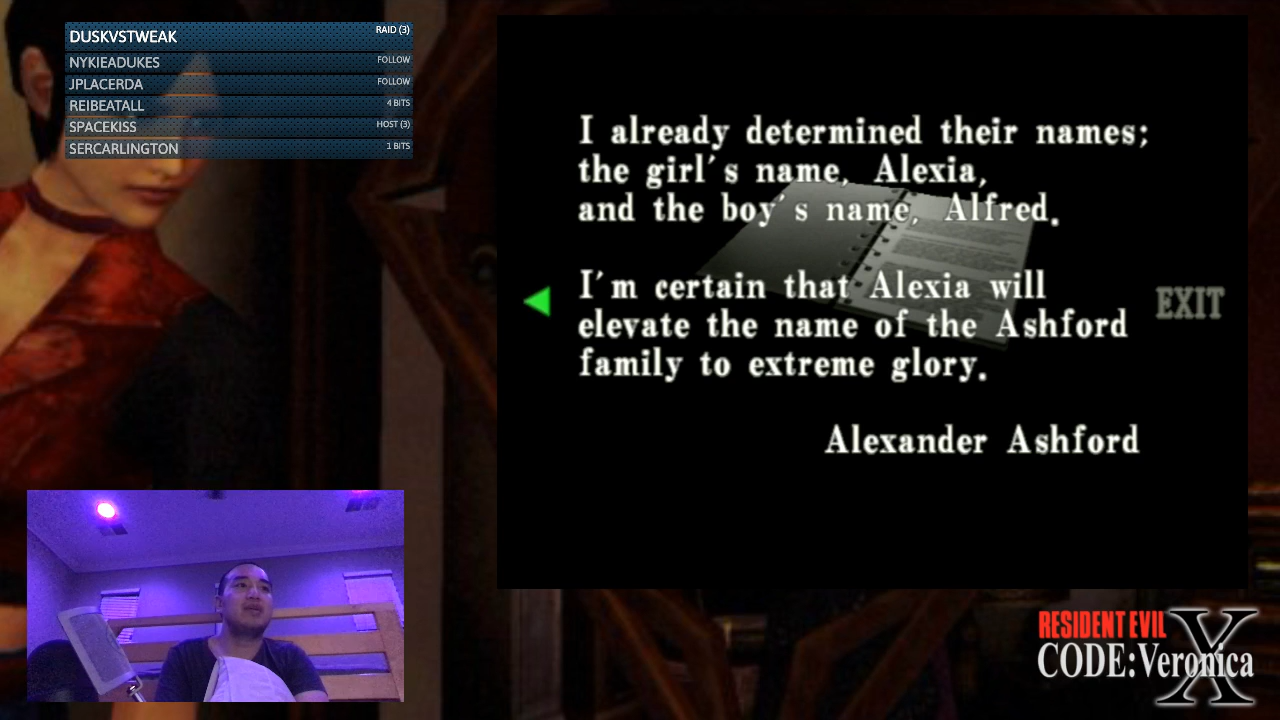 DUSKVSTWEAK RAID (3)
NYKIEADUKES FOLLOW
JPLACERDA FOLLOW
REIBEATALL 4 BITS
SPACEKISS HOST (3)
SERCARLINGTON 1 BITS
I already determined their names;
the girl's name, Alexia,
and the boy's name, Alfred.
I'm certain that Alexia will
elevate the name of the Ashford
family to extreme glory.
Alexander Ashford
EXIT
RESIDENT EVIL
CODE:Veronica X